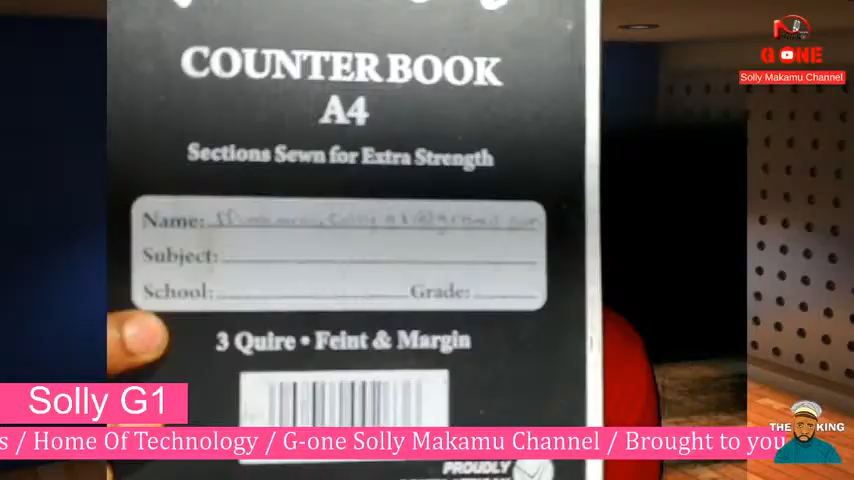 COUNTER BOOK
A4
Sections Sewn for Extra Strength
Name:
Subject:
School: Grade:
3 Quire • Feint & Margin
PROUDLY
G ONE
Solly Makamu Channel
Solly G1
s / Home Of Technology / G-one Solly Makamu Channel / Brought to you
THE KING